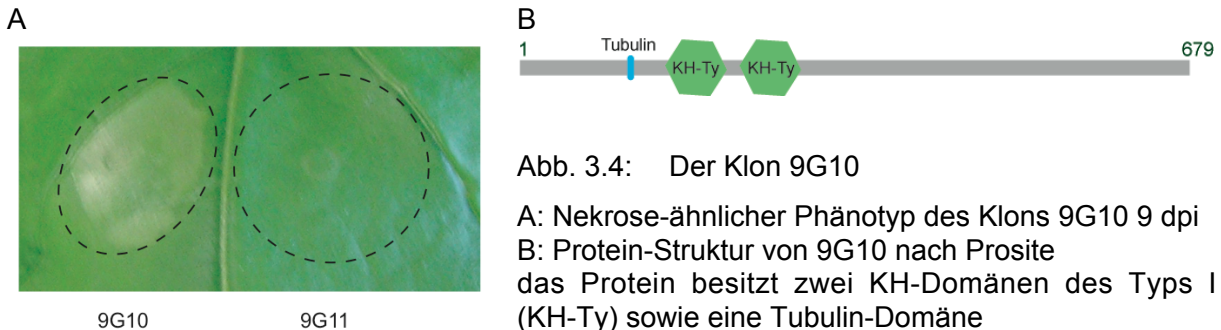 A
9G10 9G11
B
1 Tubulin 679
KH-Ty KH-Ty
Abb. 3.4: Der Klon 9G10
A: Nekrose-ähnlicher Phänotyp des Klons 9G10 9 dpi
B: Protein-Struktur von 9G10 nach Prosite
das Protein besitzt zwei KH-Domänen des Typs I
(KH-Ty) sowie eine Tubulin-Domäne